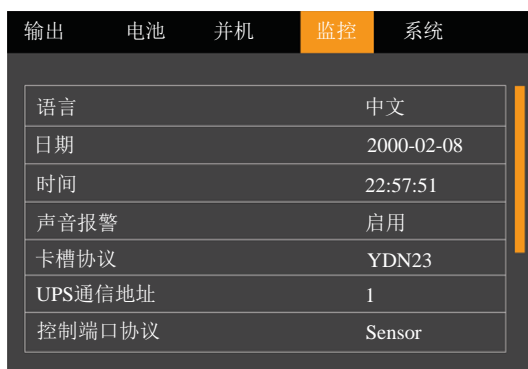 输出 电池 并机 监控 系统
语言 中文
日期 2000-02-08
时间 22:57:51
声音报警 启用
卡槽协议 YDN23
UPS通信地址 1
控制端口协议 Sensor